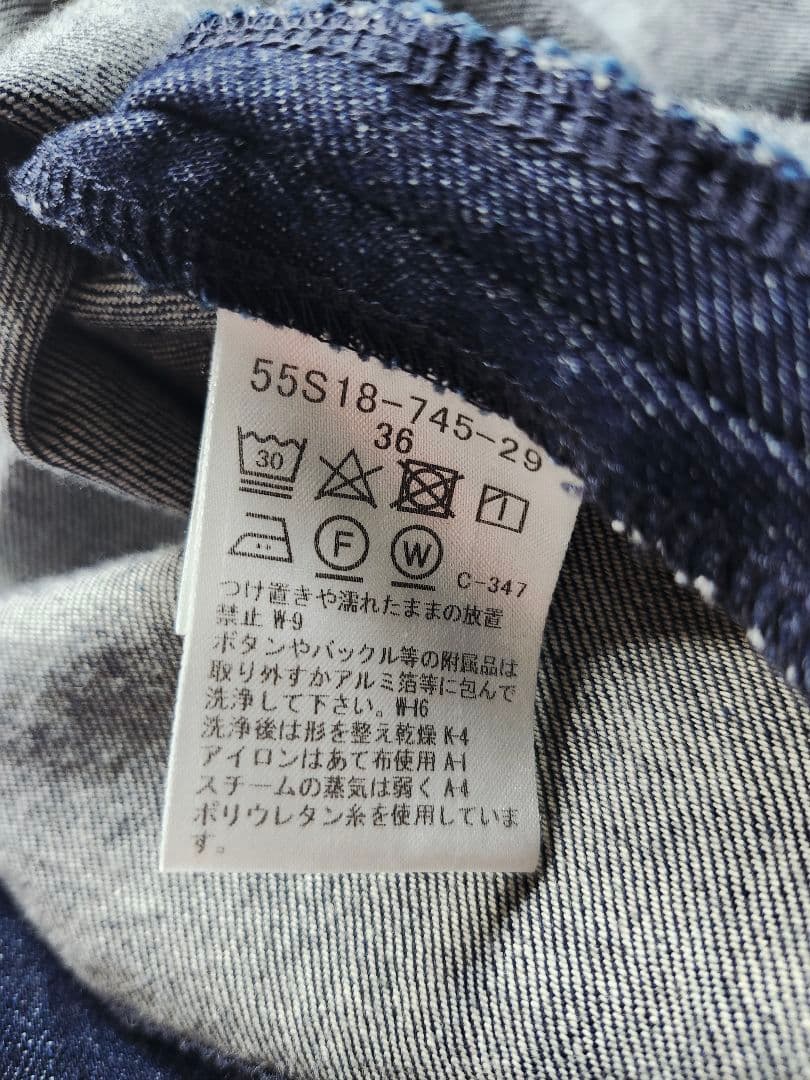 55S18-745-29
36
30
F W C-347
つけ置きや濡れたままの放置
禁止 W-9
ボタンやバックル等の附属品は
取り外すかアルミ箔等に包んで
洗浄して下さい。W-16
洗浄後は形を整え乾燥 K-4
アイロンはあて布使用 A-1
スチームの蒸気は弱く A-4
ポリウレタン糸を使用していま
す。